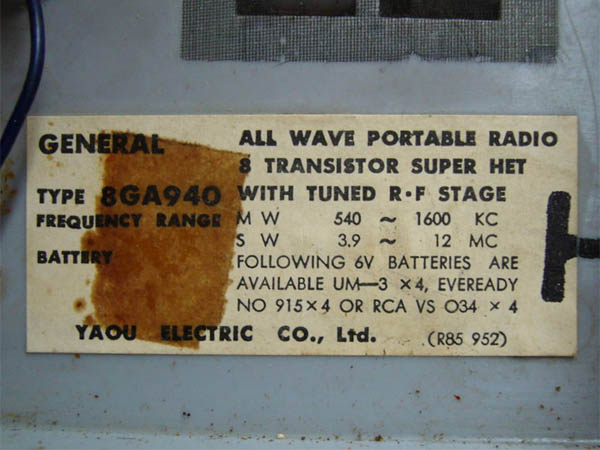 GENERAL ALL WAVE PORTABLE RADIO
8 TRANSISTOR SUPER HET
TYPE 8GA940 WITH TUNED R·F STAGE
FREQUENCY RANGE M W 540 ~ 1600 KC
S W 3.9 ~ 12 MC
BATTERY FOLLOWING 6V BATTERIES ARE
AVAILABLE UM—3 ×4, EVEREADY
NO 915×4 OR RCA VS O34 × 4
YAOU ELECTRIC CO., Ltd. (R85 952)